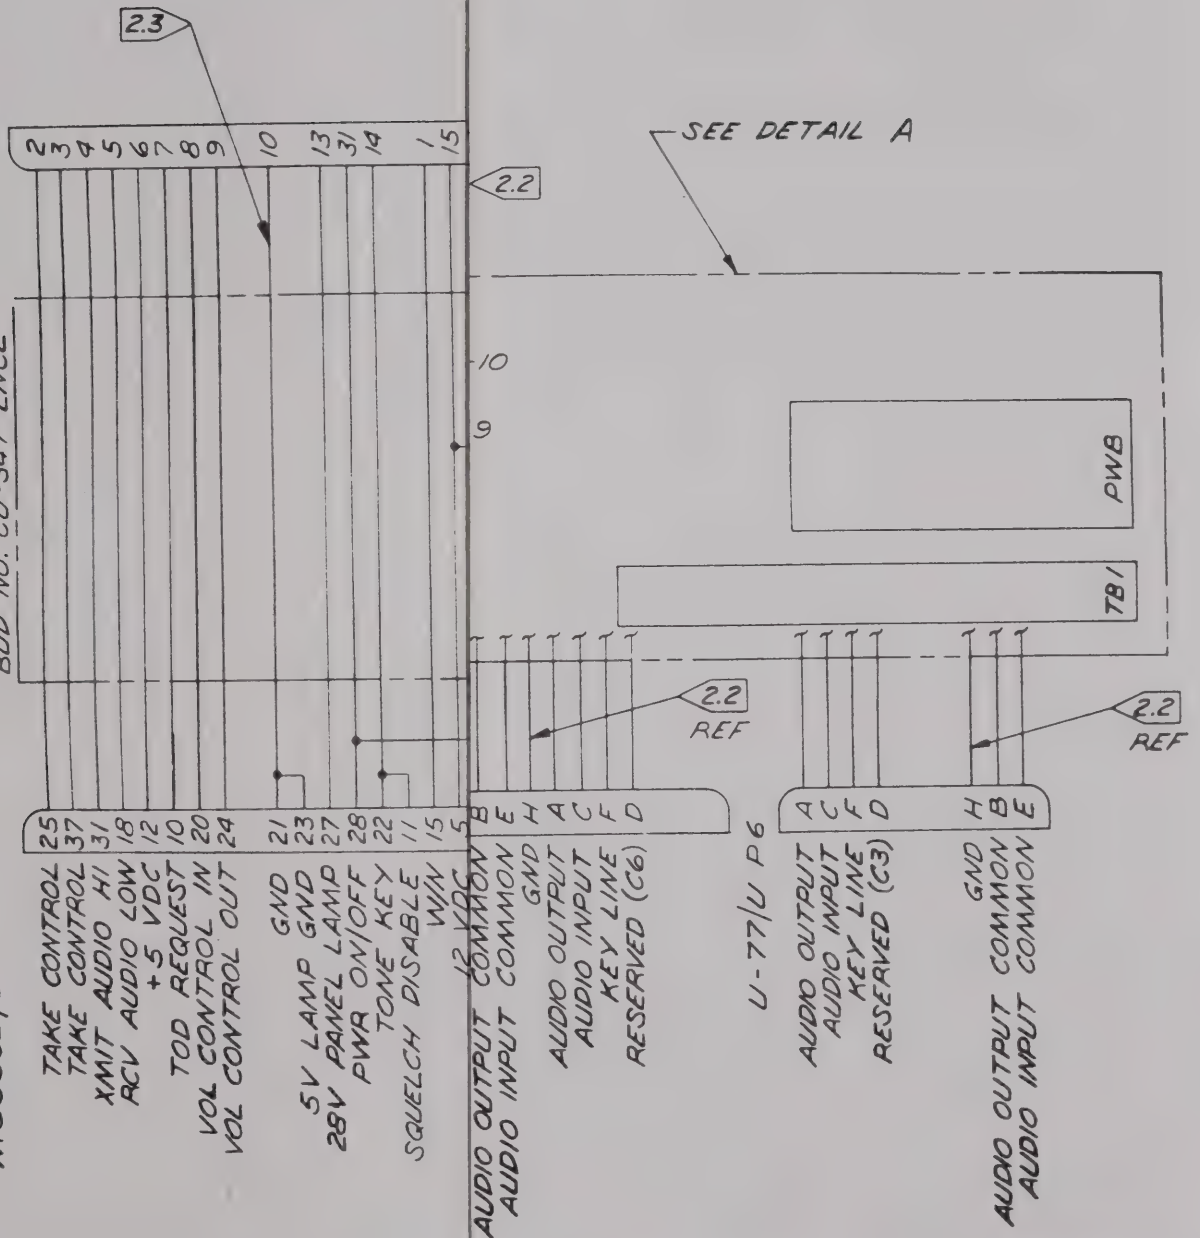 2.3
2
3
4
5
6
7
8
9
10
13
31
14
1
15
2.2
SEE DETAIL A
10
9
PWB
TB1
TAKE CONTROL 25
TAKE CONTROL 37
XMIT AUDIO HI 31
RCV AUDIO LOW 18
+5 VDC 12
TOD REQUEST 10
VOL CONTROL IN 20
VOL CONTROL OUT 24
GND 21
5V LAMP GND 23
28V PANEL LAMP 27
PWR ON/OFF 28
TONE KEY 22
SQUELCH DISABLE 11
W/N 15
12 VDC 5
AUDIO OUTPUT COMMON B
AUDIO INPUT COMMON E
GND H
AUDIO OUTPUT A
AUDIO INPUT C
KEY LINE F
RESERVED (C6) D
2.2
REF
U-77/U P6
AUDIO OUTPUT A
AUDIO INPUT C
KEY LINE F
RESERVED (C3) D
GND H
AUDIO OUTPUT COMMON B
AUDIO INPUT COMMON E
2.2
REF